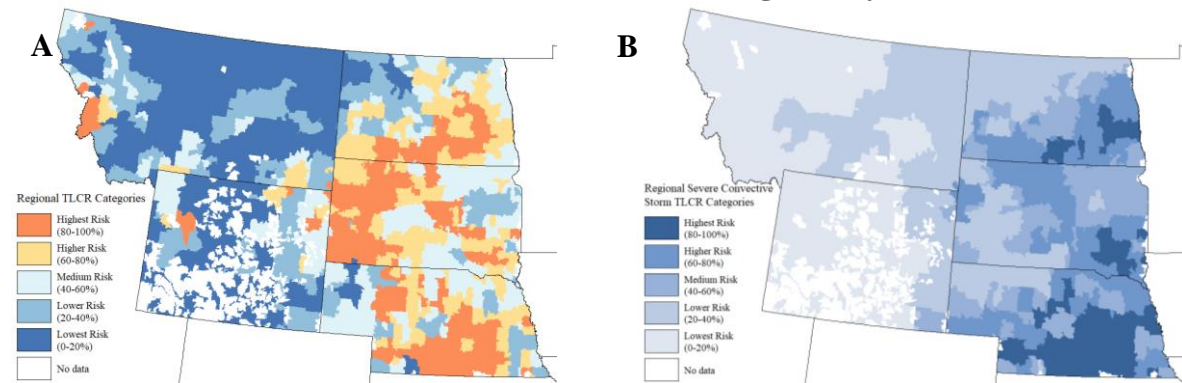 A
Regional TLCR Categories
Highest Risk
(80-100%)
Higher Risk
(60-80%)
Medium Risk
(40-60%)
Lower Risk
(20-40%)
Lowest Risk
(0-20%)
No data
B
Regional Severe Convective
Storm TLCR Categories
Highest Risk
(80-100%)
Higher Risk
(60-80%)
Medium Risk
(40-60%)
Lower Risk
(20-40%)
Lowest Risk
(0-20%)
No data